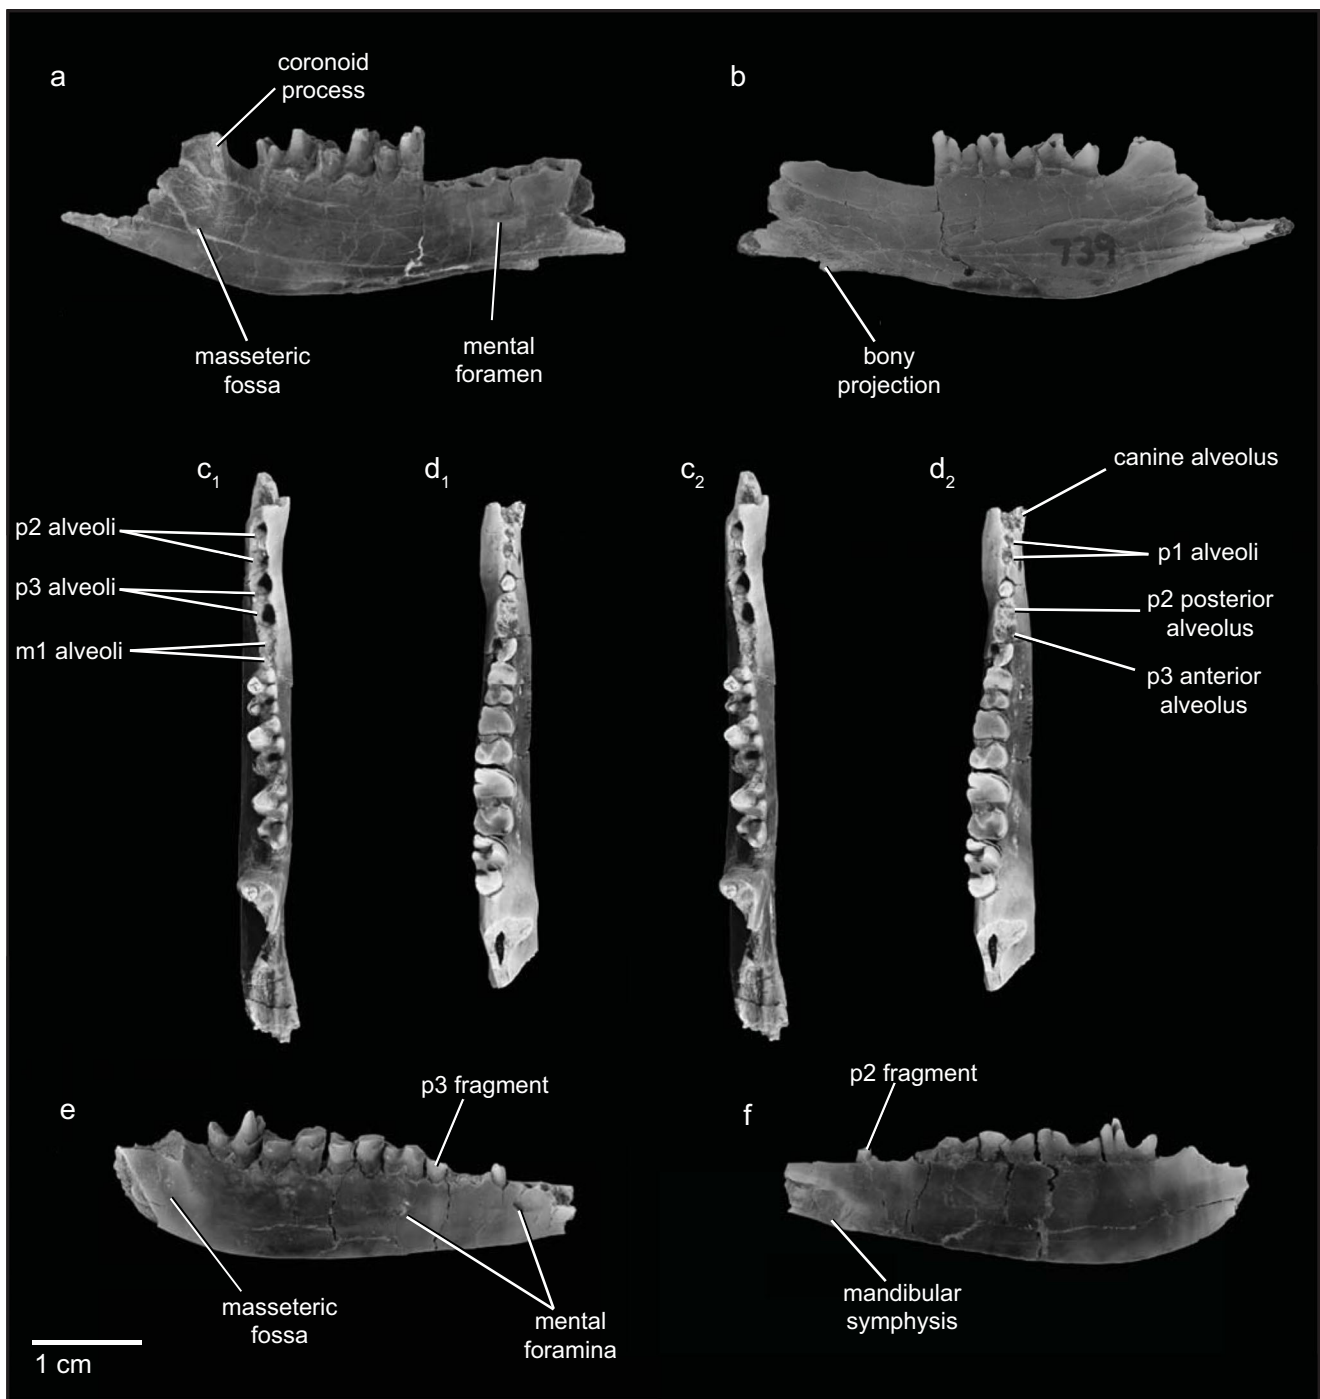 a
coronoid
process
b
masseteric
fossa
mental
foramen
739
bony
projection
c1
d1
c2
d2
canine alveolus
p2 alveoli
p1 alveoli
p3 alveoli
p2 posterior
alveolus
m1 alveoli
p3 anterior
alveolus
e
p3 fragment
p2 fragment
f
masseteric
fossa
mental
foramina
mandibular
symphysis
1 cm